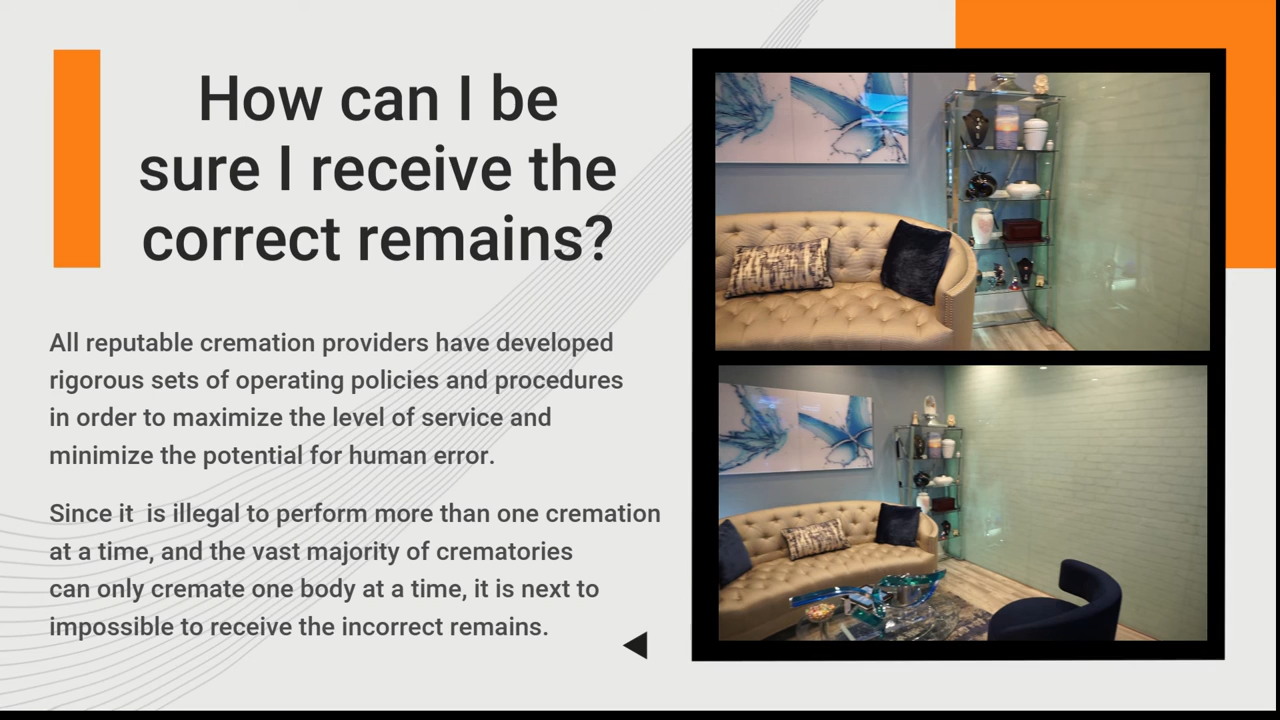 How can I be
sure I receive the
correct remains?
All reputable cremation providers have developed
rigorous sets of operating policies and procedures
in order to maximize the level of service and
minimize the potential for human error.
Since it  is illegal to perform more than one cremation
at a time, and the vast majority of crematories
can only cremate one body at a time, it is next to
impossible to receive the incorrect remains.